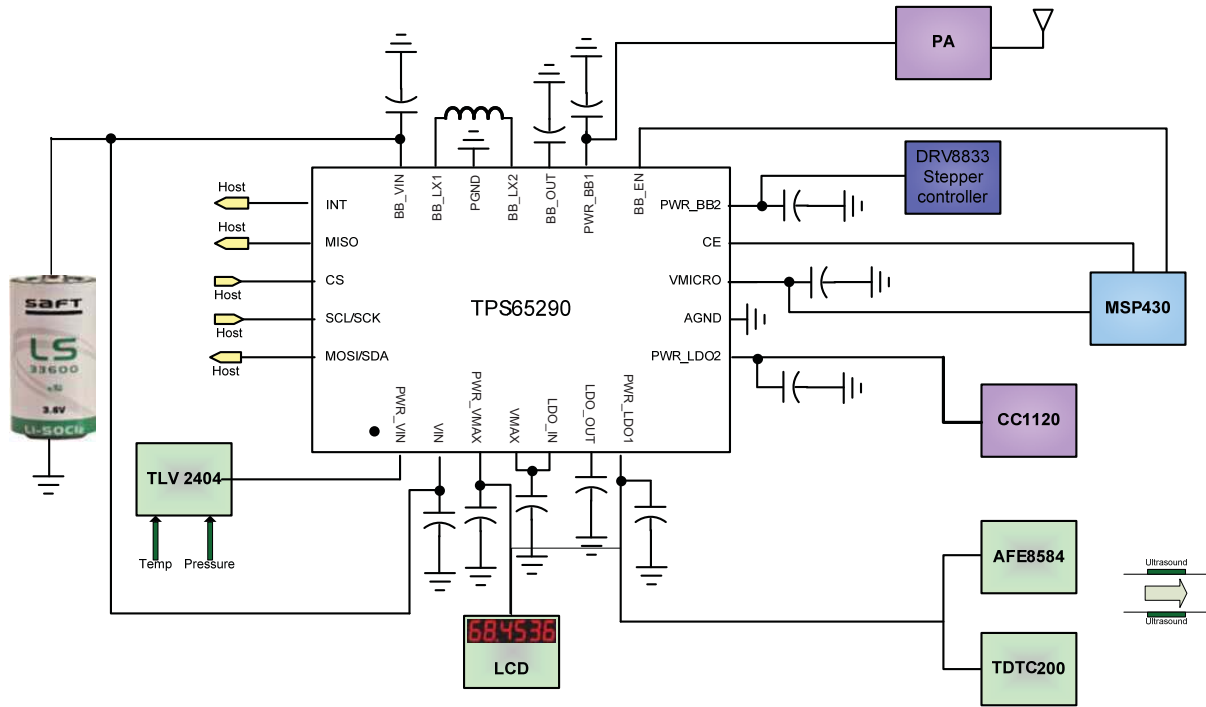 PA
DRV8833
Stepper
controller
BB_VIN
BB_LX1
PGND
BB_LX2
BB_OUT
PWR_BB1
BB_EN
Host
INT
PWR_BB2
Host
MISO
CE
CS
VMICRO
Host
saft
LS
33600
3.6V
Li-SOCl2
TPS65290
MSP430
SCL/SCK
AGND
Host
MOSI/SDA
PWR_LDO2
Host
PWR_VIN
VIN
PWR_VMAX
VMAX
LDO_IN
LDO_OUT
PWR_LDO1
CC1120
TLV 2404
Temp
Pressure
AFE8584
Ultrasound
Ultrasound
68.4536
LCD
TDTC200